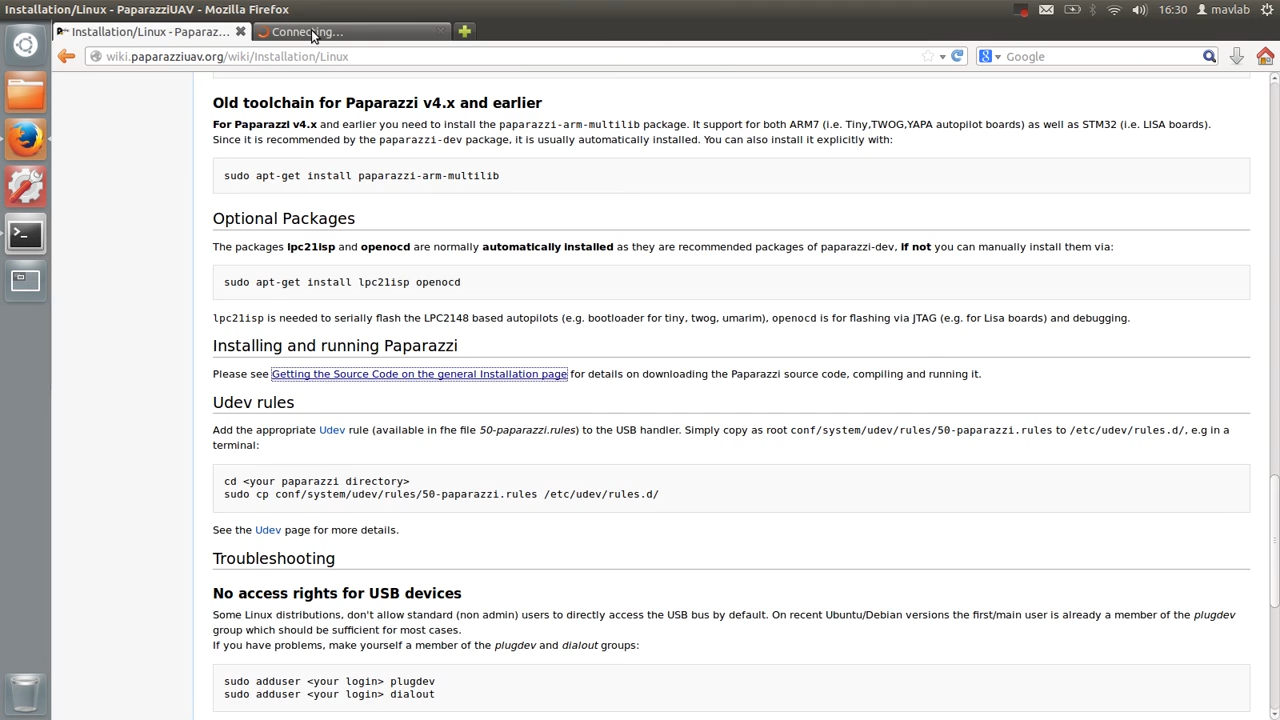 Installation/Linux - PaparazziUAV - Mozilla Firefox
16:30 mavlab
Installation/Linux - Paparaz...
Connecting...
wiki.paparazziuav.org/wiki/Installation/Linux
Google
Old toolchain for Paparazzi v4.x and earlier
For Paparazzi v4.x and earlier you need to install the paparazzi-arm-multilib package. It support for both ARM7 (i.e. Tiny,TWOG,YAPA autopilot boards) as well as STM32 (i.e. LISA boards).
Since it is recommended by the paparazzi-dev package, it is usually automatically installed. You can also install it explicitly with:
sudo apt-get install paparazzi-arm-multilib
Optional Packages
The packages lpc21isp and openocd are normally automatically installed as they are recommended packages of paparazzi-dev, if not you can manually install them via:
sudo apt-get install lpc21isp openocd
lpc21isp is needed to serially flash the LPC2148 based autopilots (e.g. bootloader for tiny, twog, umarim), openocd is for flashing via JTAG (e.g. for Lisa boards) and debugging.
Installing and running Paparazzi
Please see Getting the Source Code on the general Installation page for details on downloading the Paparazzi source code, compiling and running it.
Udev rules
Add the appropriate Udev rule (available in fhe file 50-paparazzi.rules) to the USB handler. Simply copy as root conf/system/udev/rules/50-paparazzi.rules to /etc/udev/rules.d/, e.g in a
terminal:
cd <your paparazzi directory>
sudo cp conf/system/udev/rules/50-paparazzi.rules /etc/udev/rules.d/
See the Udev page for more details.
Troubleshooting
No access rights for USB devices
Some Linux distributions, don't allow standard (non admin) users to directly access the USB bus by default. On recent Ubuntu/Debian versions the first/main user is already a member of the plugdev
group which should be sufficient for most cases.
If you have problems, make yourself a member of the plugdev and dialout groups:
sudo adduser <your login> plugdev
sudo adduser <your login> dialout